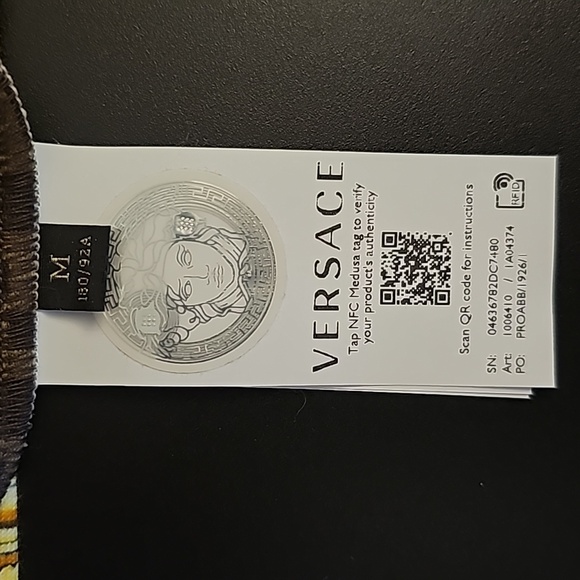 M
180/92A
VERSACE
Tap NFC Medusa tag to verify
your product's authenticity
Scan QR code for instructions
RFID
SN: 04636782DC7480
Art: 1006410 / 1A04374
PO: PROABB/1926/1